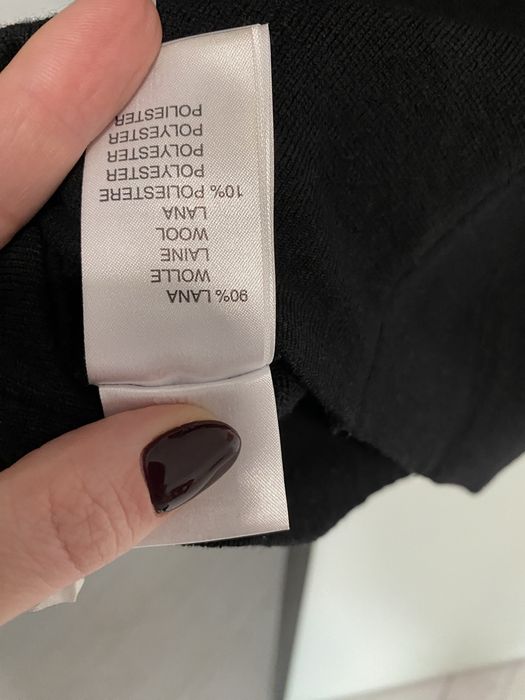 90% LANA
WOLLE
LAINE
WOOL
LANA
10% POLIESTERE
POLYESTER
POLYESTER
POLYESTER
POLIESTER